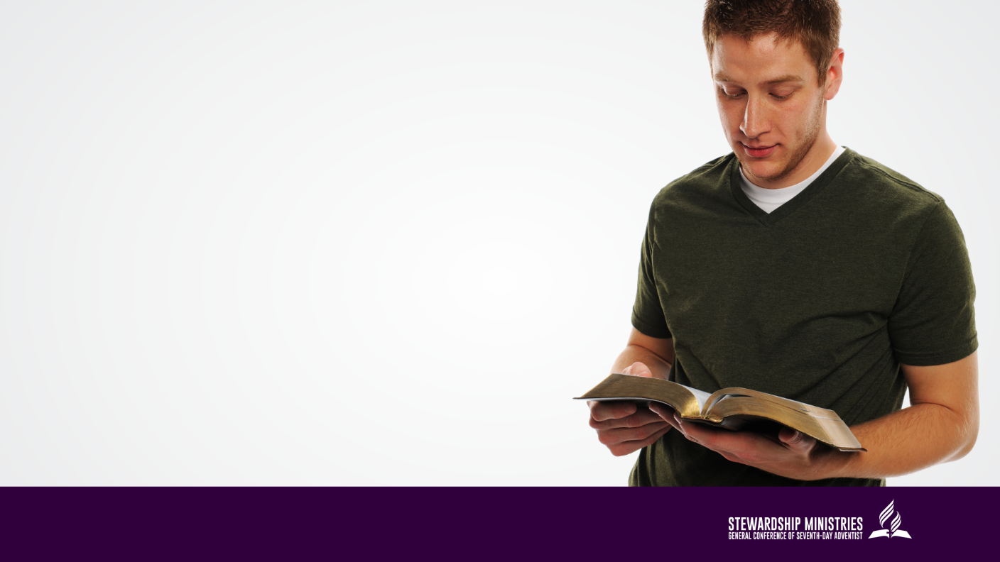 STEWARDSHIP MINISTRIES
GENERAL CONFERENCE OF SEVENTH-DAY ADVENTIST